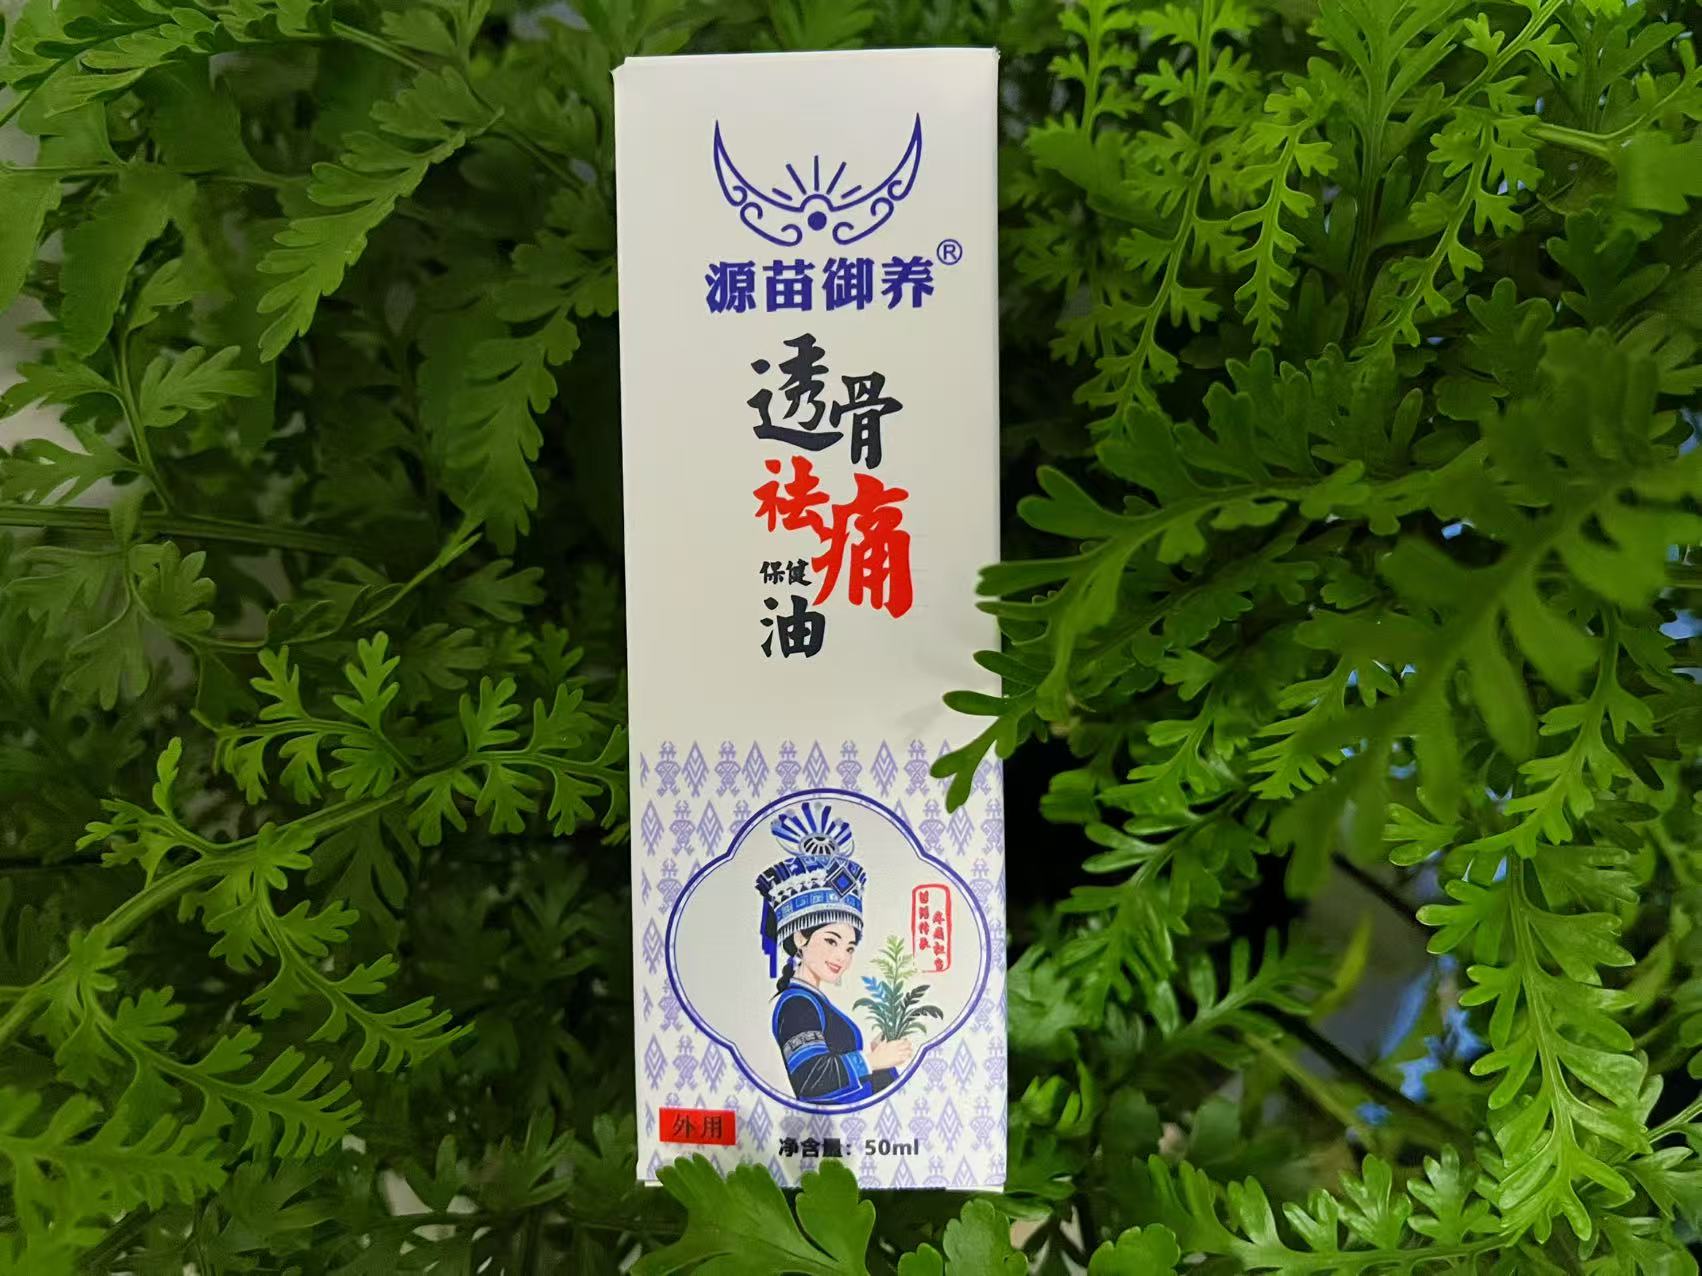 源苗御养®
透骨
祛痛
保健
油
外用
净含量：50ml